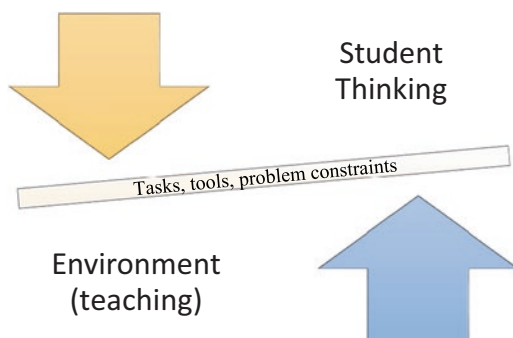 Student
Thinking
Tasks, tools, problem constraints
Environment
(teaching)